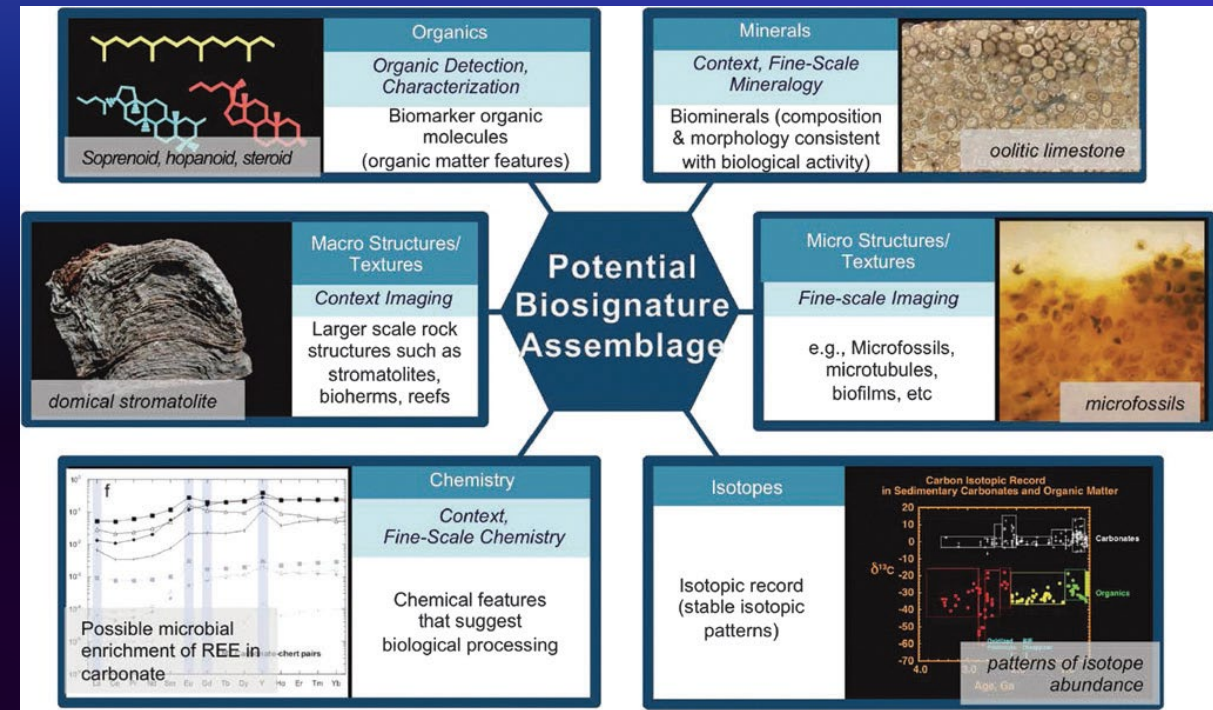 Organics
Organic Detection,
Characterization
Biomarker organic
molecules
(organic matter features)
Soprenoid, hopanoid, steroid
Minerals
Context, Fine-Scale
Mineralogy
Biominerals (composition
& morphology consistent
with biological activity)
oolitic limestone
Macro Structures/
Textures
Context Imaging
Larger scale rock
structures such as
stromatolites,
bioherms, reefs
domical stromatolite
Potential
Biosignature
Assemblage
Micro Structures/
Textures
Fine-scale Imaging
e.g., Microfossils,
microtubules,
biofilms, etc
microfossils
f
Possible microbial
enrichment of REE in
carbonate
Chemistry
Context,
Fine-Scale Chemistry
Chemical features
that suggest
biological processing
Isotopes
Isotopic record
(stable isotopic
patterns)
Carbon Isotopic Record
in Sedimentary Carbonates and Organic Matter
20
10
0
-10
-20
-30
-40
-50
-60
-70
δ13C
Carbonates
Organics
4.0
Age, Ga
patterns of isotope
abundance